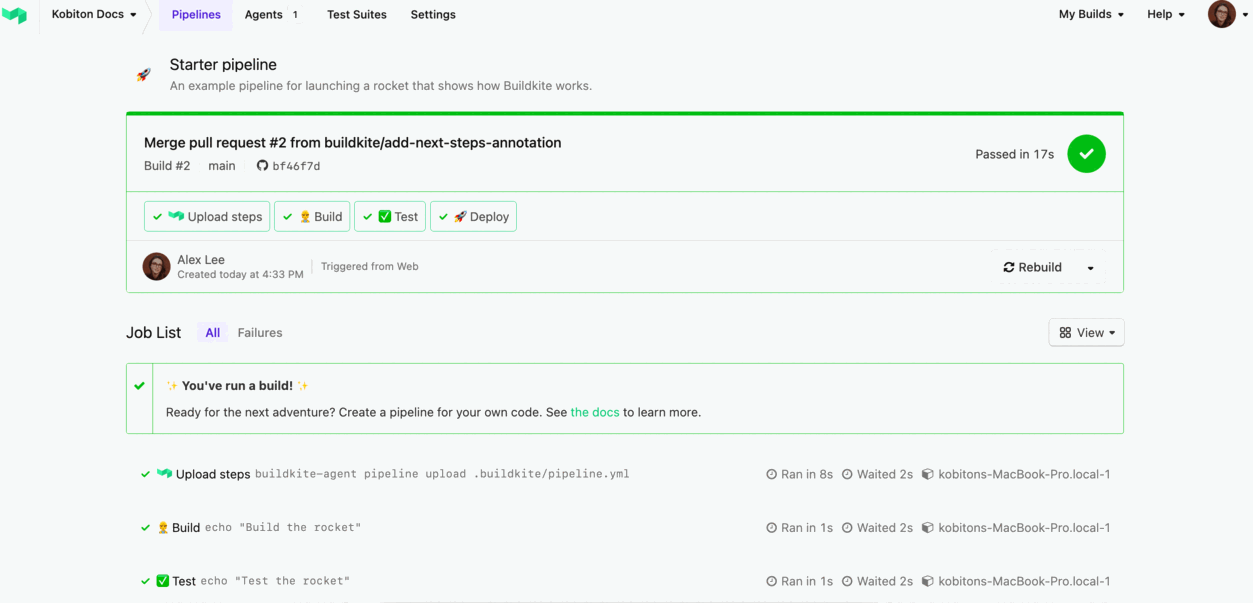 Kobiton Docs Pipelines Agents 1 Test Suites Settings My Builds Help
Starter pipeline
An example pipeline for launching a rocket that shows how Buildkite works.
Merge pull request #2 from buildkite/add-next-steps-annotation
Build #2 main bf46f7d
Passed in 17s
Upload steps Build Test Deploy
Alex Lee
Created today at 4:33 PM
Triggered from Web
Rebuild
Job List All Failures View
✨ You've run a build! ✨
Ready for the next adventure? Create a pipeline for your own code. See the docs to learn more.
Upload steps buildkite-agent pipeline upload .buildkite/pipeline.yml Ran in 8s Waited 2s kobitons-MacBook-Pro.local-1
Build echo "Build the rocket" Ran in 1s Waited 2s kobitons-MacBook-Pro.local-1
Test echo "Test the rocket" Ran in 1s Waited 2s kobitons-MacBook-Pro.local-1